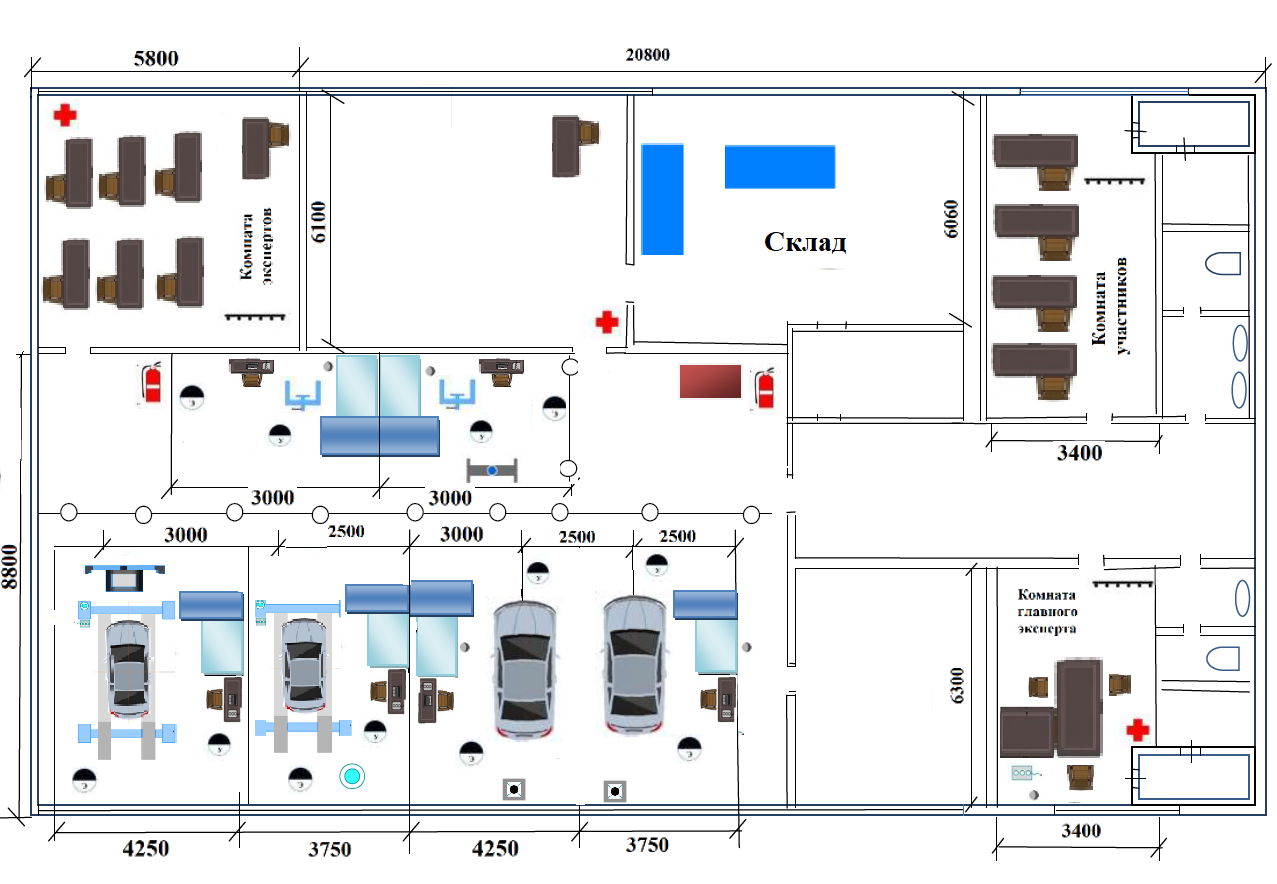 5800
20800
Комната
экспертов
6100
Склад
6060
Комната
участников
3400
Э
У
У
Э
3000
3000
8800
3000
2500
3000
2500
2500
У
У
Комната
главного
эксперта
6300
У
У
Э
Э
Э
Э
4250
3750
4250
3750
3400